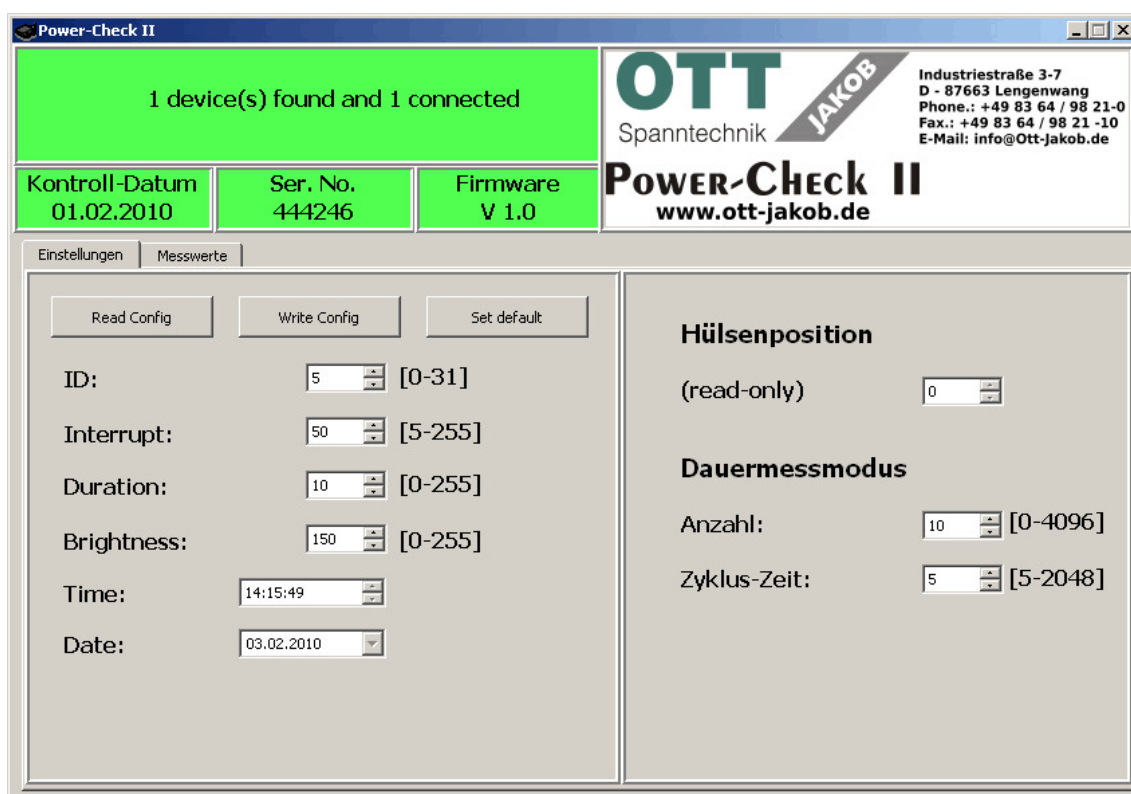 Power-Check II
1 device(s) found and 1 connected
Kontroll-Datum
01.02.2010
Ser. No.
444246
Firmware
V 1.0
OTT
JAKOB
Spanntechnik
Industriestraße 3-7
D - 87663 Lengenwang
Phone.: +49 83 64 / 98 21-0
Fax.: +49 83 64 / 98 21 -10
E-Mail: info@Ott-Jakob.de
POWER-CHECK II
www.ott-jakob.de
Einstellungen Messwerte
Read Config Write Config Set default
ID: 5 [0-31]
Interrupt: 50 [5-255]
Duration: 10 [0-255]
Brightness: 150 [0-255]
Time: 14:15:49
Date: 03.02.2010
Hülsenposition
(read-only) 0
Dauermessmodus
Anzahl: 10 [0-4096]
Zyklus-Zeit: 5 [5-2048]